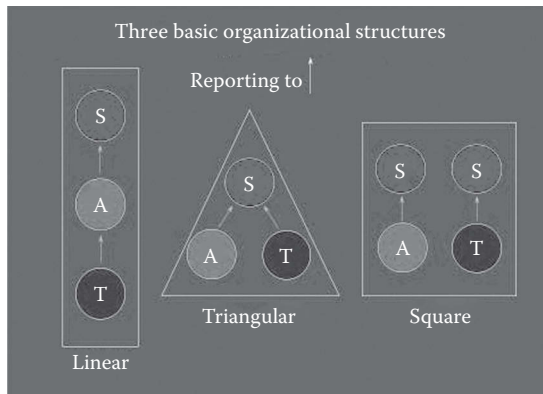 Three basic organizational structures
Reporting to
S
A
T
Linear
S
A T
Triangular
S S
A T
Square